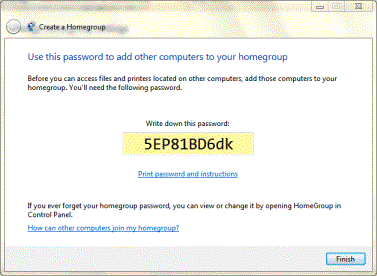 Create a Homegroup
Use this password to add other computers to your homegroup
Before you can access files and printers located on other computers, add those computers to your
homegroup. You'll need the following password.
Write down this password:
5EP81BD6dk
Print password and instructions
If you ever forget your homegroup password, you can view or change it by opening HomeGroup in
Control Panel.
How can other computers join my homegroup?
Finish